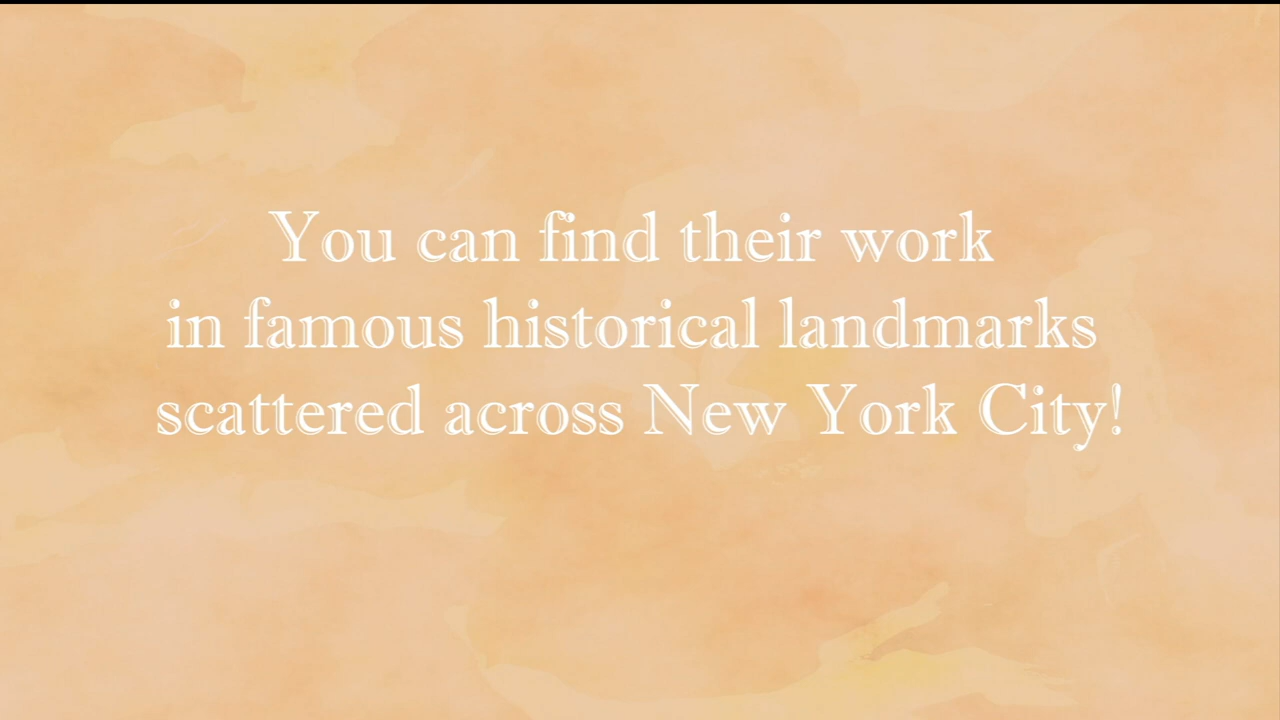 You can find their work
in famous historical landmarks
scattered across New York City!